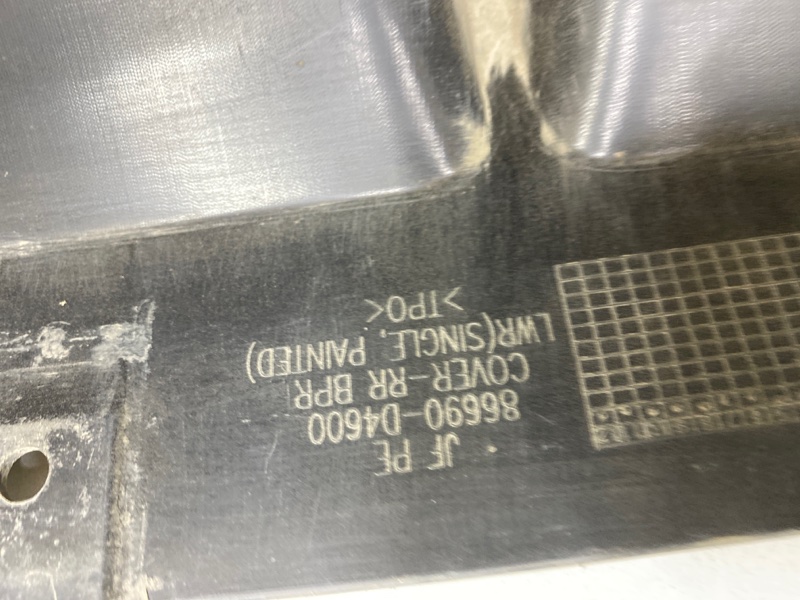 JF PE
86690-D4600
COVER-RR BPR
LWR(SINGLE, PAINTED)
>TPO<